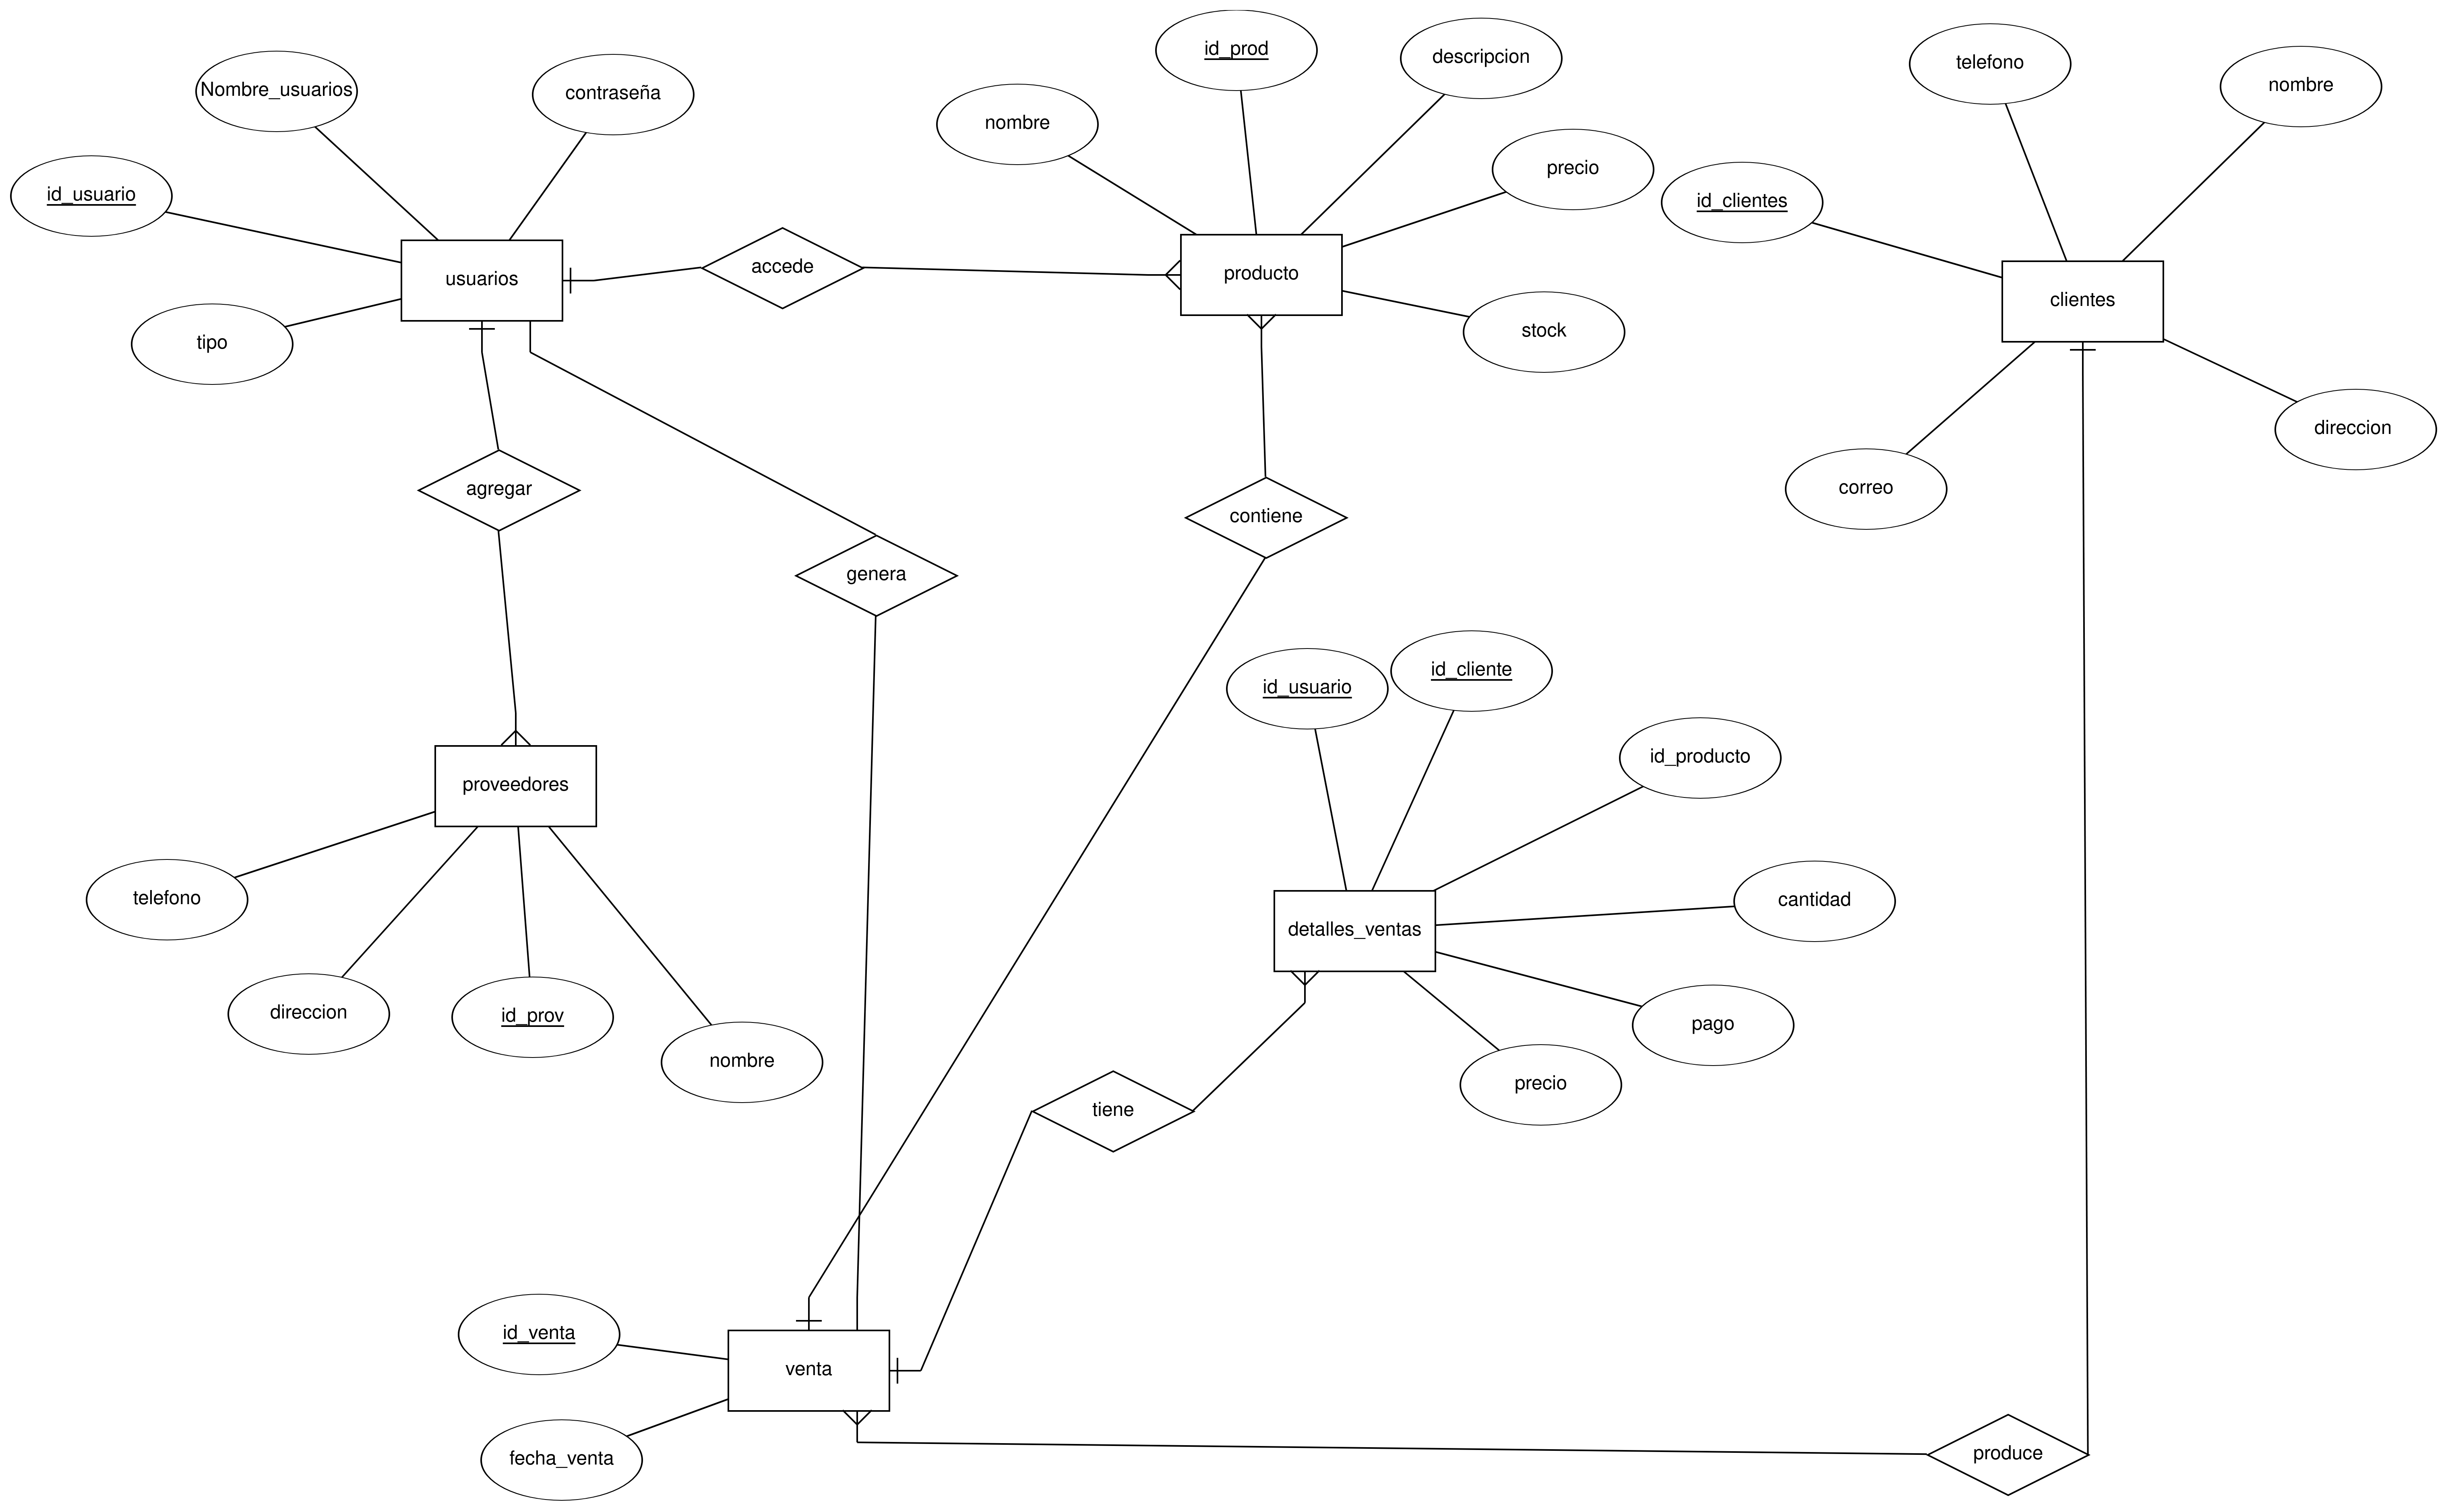 id_prod
descripcion
telefono
nombre
Nombre_usuarios
contraseña
nombre
precio
id_usuario
id_clientes
accede
producto
usuarios
clientes
tipo
stock
direccion
agregar
correo
contiene
genera
id_usuario
id_cliente
id_producto
proveedores
telefono
cantidad
detalles_ventas
direccion
id_prov
pago
nombre
precio
tiene
id_venta
venta
fecha_venta
produce